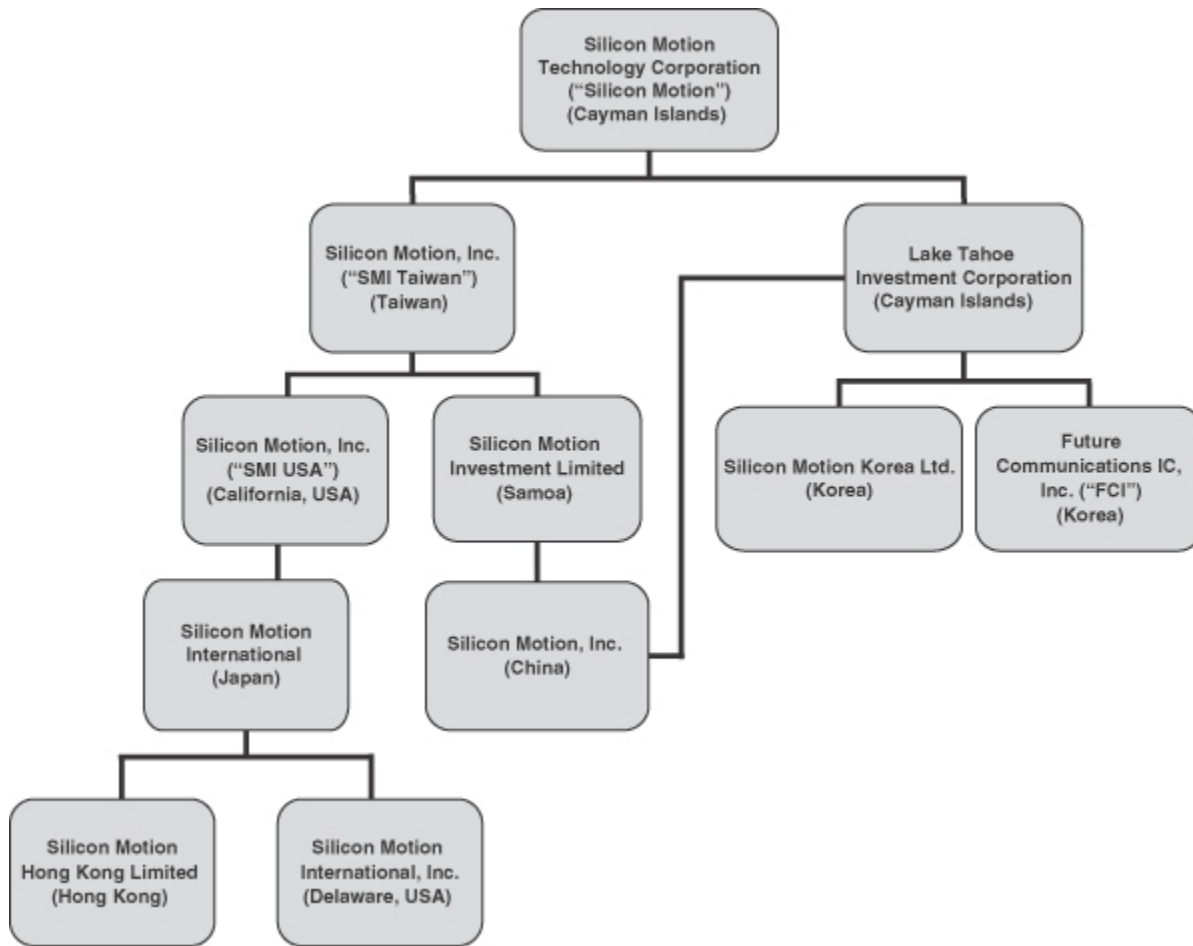 Silicon Motion
Technology Corporation
(“Silicon Motion”)
(Cayman Islands)
Silicon Motion, Inc.
(“SMI Taiwan”)
(Taiwan)
Lake Tahoe
Investment Corporation
(Cayman Islands)
Silicon Motion, Inc.
(“SMI USA”)
(California, USA)
Silicon Motion
Investment Limited
(Samoa)
Silicon Motion Korea Ltd.
(Korea)
Future
Communications IC,
Inc. (“FCI”)
(Korea)
Silicon Motion
International
(Japan)
Silicon Motion, Inc.
(China)
Silicon Motion
Hong Kong Limited
(Hong Kong)
Silicon Motion
International, Inc.
(Delaware, USA)